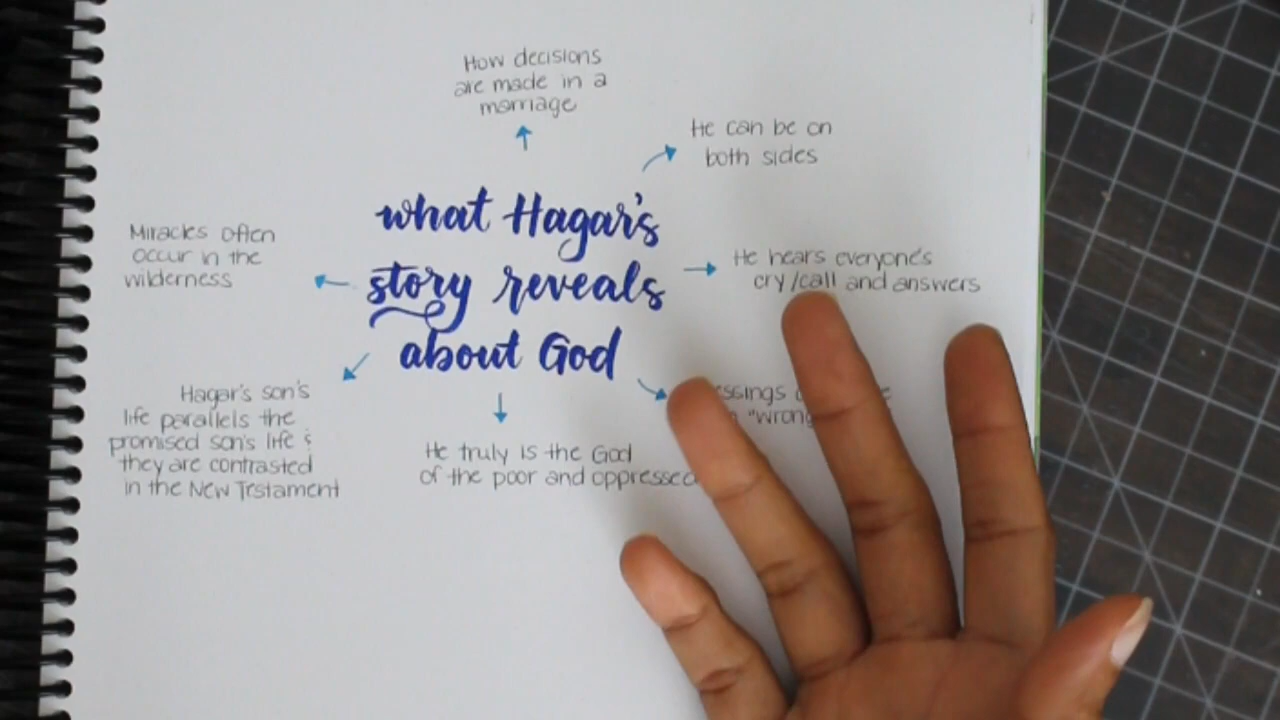 How decisions
are made in a
marriage
He can be on
both sides
what Hagar's
story reveals
about God
Miracles often
occur in the
wilderness
He hears everyone's
cry/call and answers
Hagar's son's
life parallels the
promised son's life &
they are contrasted
in the New Trstament
He truly is the God
of the poor and oppressed
"wrong